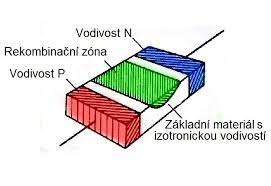 Vodivost N
Rekombinační zóna
Vodivost P
Základní materiál s
izotronickou vodivostí